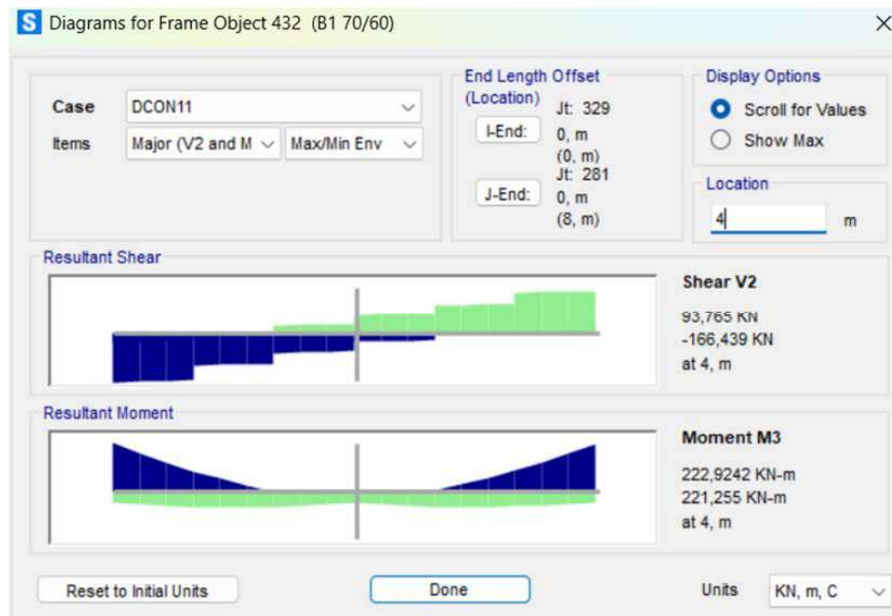 S Diagrams for Frame Object 432 (B1 70/60)
Case DCON11
Items Major (V2 and M Max/Min Env
End Length Offset
(Location)
Jt: 329
I-End: 0, m
(0, m)
Jt: 281
J-End: 0, m
(8, m)
Display Options
Scroll for Values
Show Max
Location
4 m
Resultant Shear
Shear V2
93,765 KN
-166,439 KN
at 4, m
Resultant Moment
Moment M3
222,9242 KN-m
221,255 KN-m
at 4, m
Reset to Initial Units Done Units KN, m, C